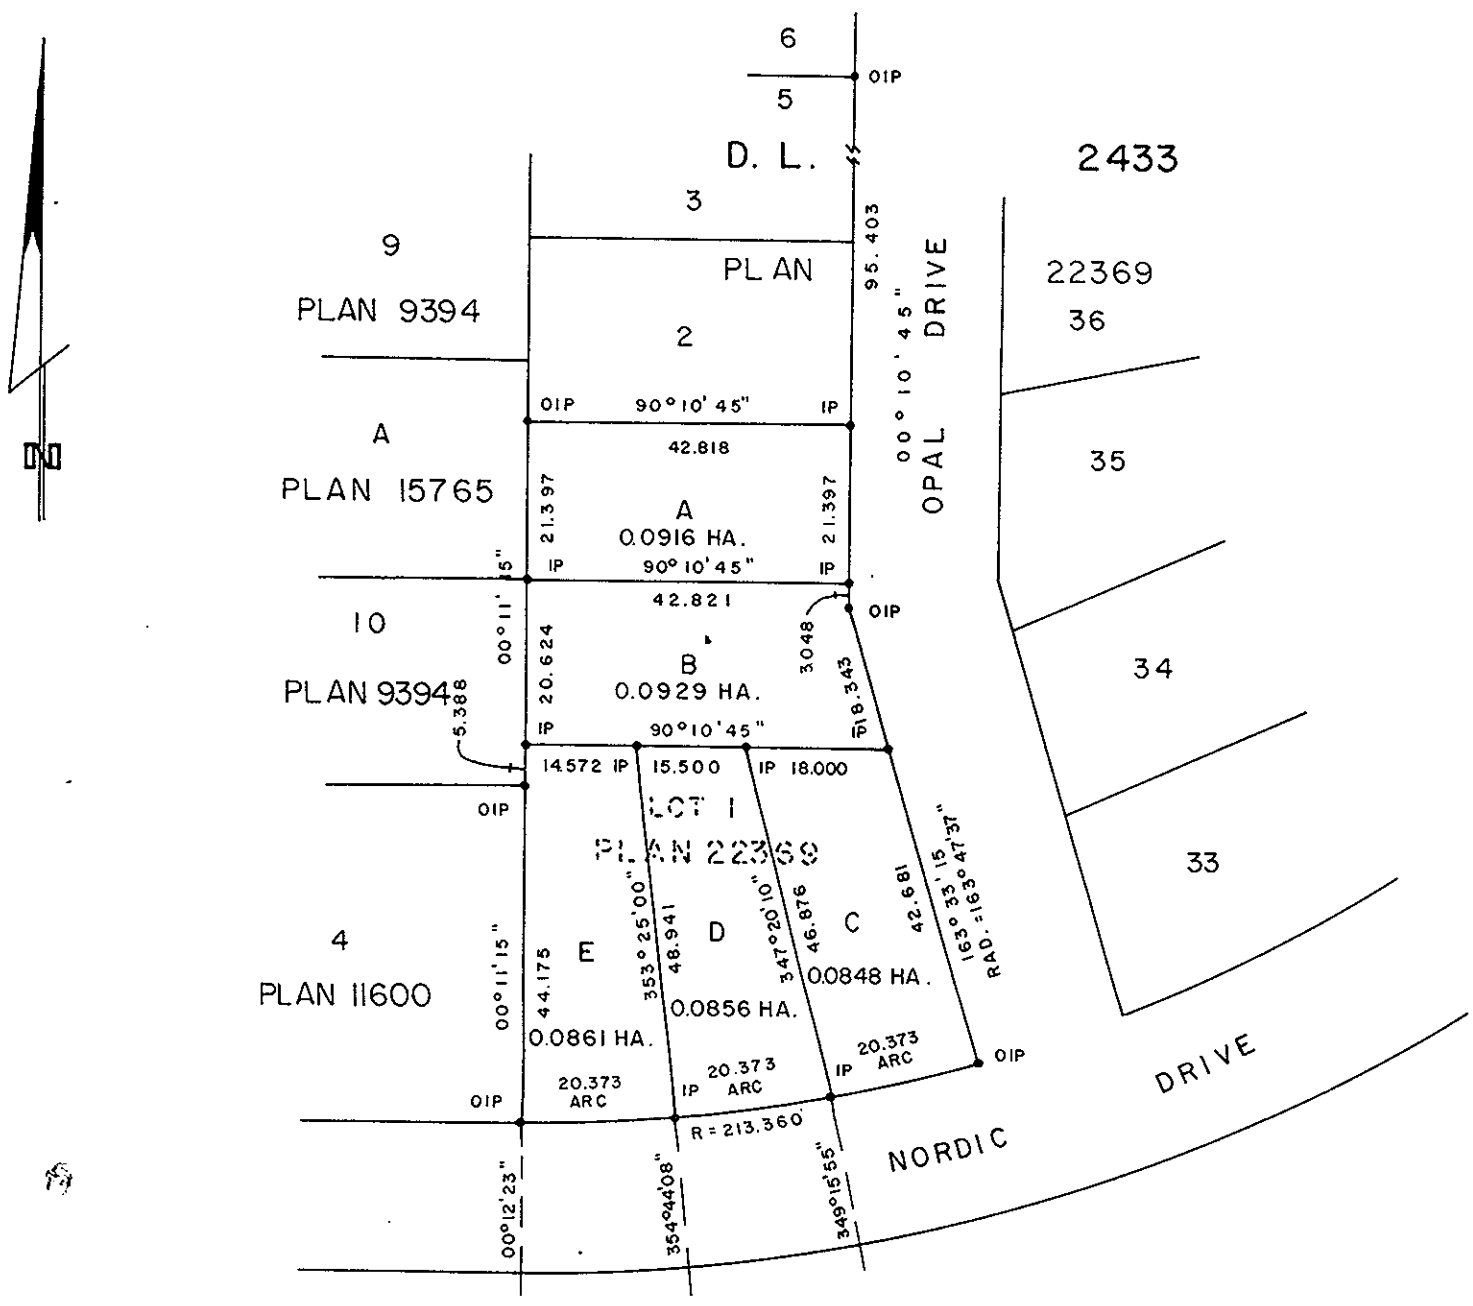 6
OIP
5
D. L.
2433
3
95.403
9
PLAN
22369
PLAN 9394
36
2
00° 10' 45"
OPAL DRIVE
OIP 90°10'45" IP
A
42.818
N
35
PLAN 15765
21.397
A
21.397
0.0916 HA.
IP 90°10'45" IP
00°11' 15"
42.821
OIP
10
3.048
20.624
B
34
PLAN 9394
0.0929 HA.
18.343
5.388
IP 90°10'45" IP
14.572 IP 15.500 IP 18.000
OIP
LOT 1
PLAN 22369
33
163° 33' 15
RAD. = 163° 47' 37"
42.681
353° 25' 00"
48.941
347° 20' 10"
46.876
4
E
D
C
00°11'15"
44.175
0.0848 HA.
PLAN 11600
0.0856 HA.
0.0861 HA.
20.373
ARC
OIP
DRIVE
20.373
ARC
IP
20.373
ARC
IP
OIP
R = 213.360
NORDIC
00°12'23"
354°44'08"
349°15'55"